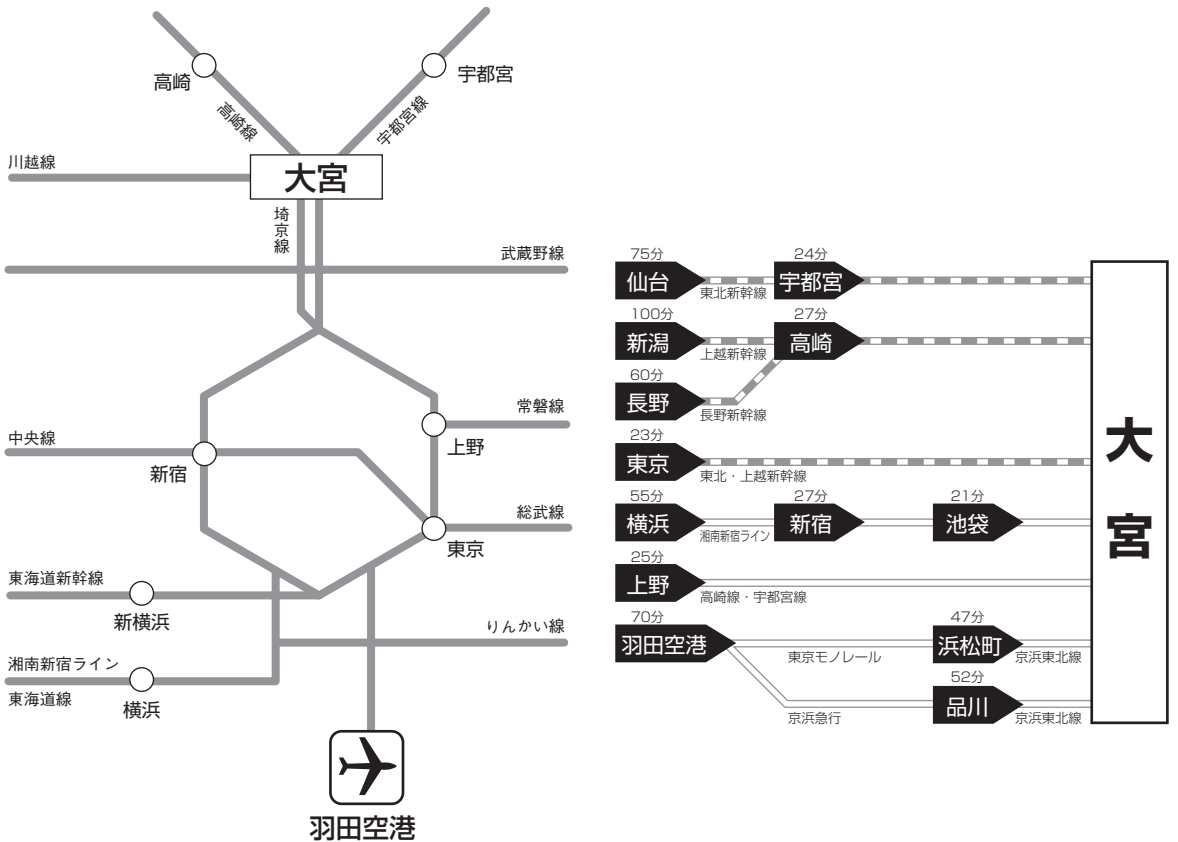 高崎
宇都宮
高崎線
宇都宮線
川越線
大宮
埼京線
武蔵野線
常磐線
上野
中央線
新宿
総武線
東京
東海道新幹線
新横浜
りんかい線
湘南新宿ライン
東海道線
横浜
羽田空港
75分
24分
仙台
宇都宮
東北新幹線
100分
27分
新潟
高崎
上越新幹線
60分
長野
長野新幹線
23分
東京
東北・上越新幹線
55分
27分
21分
横浜
新宿
池袋
湘南新宿ライン
25分
上野
高崎線・宇都宮線
70分
47分
羽田空港
浜松町
東京モノレール
京浜東北線
52分
品川
京浜急行
京浜東北線
大宮